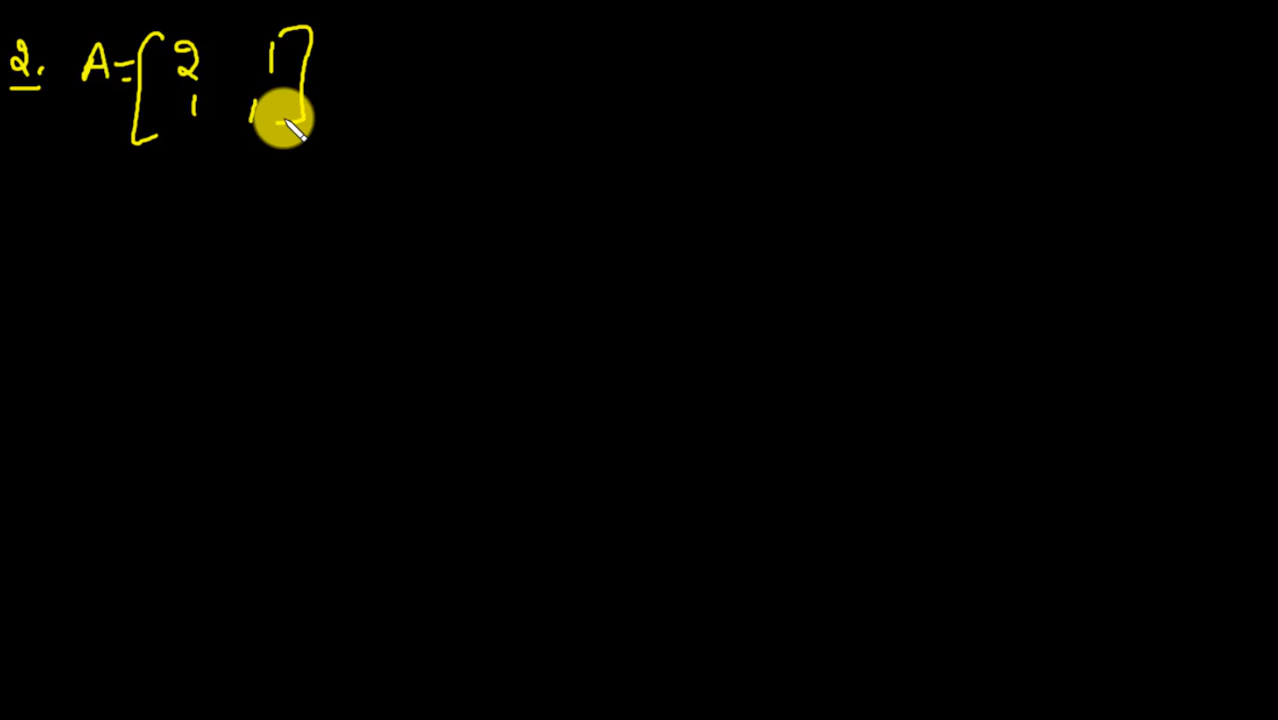 2. A = [ 2 1
1 1 ]